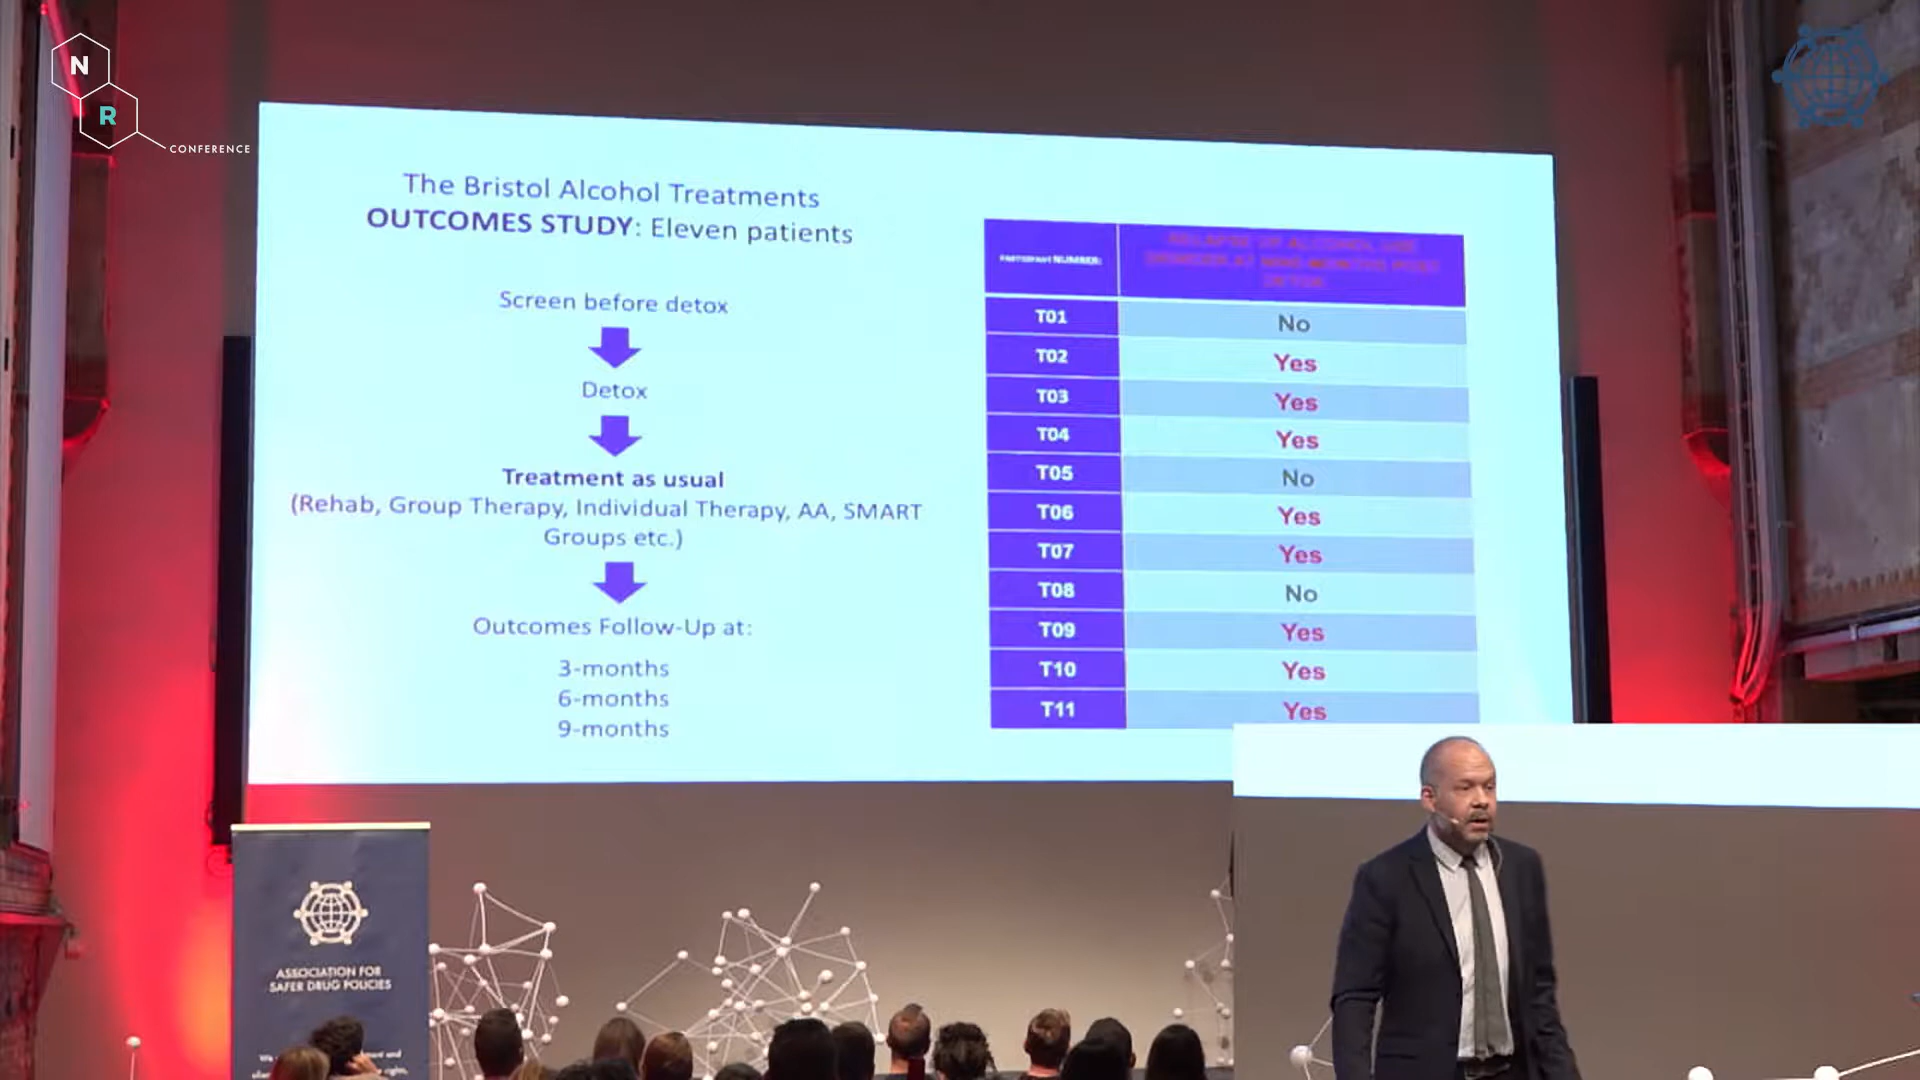 N
R
CONFERENCE
The Bristol Alcohol Treatments
OUTCOMES STUDY: Eleven patients
Screen before detox
Detox
Treatment as usual
(Rehab, Group Therapy, Individual Therapy, AA, SMART
Groups etc.)
Outcomes Follow-Up at:
3-months
6-months
9-months
PARTICIPANT NUMBER:
T01 No
T02 Yes
T03 Yes
T04 Yes
T05 No
T06 Yes
T07 Yes
T08 No
T09 Yes
T10 Yes
T11 Yes
ASSOCIATION FOR
SAFER DRUG POLICIES